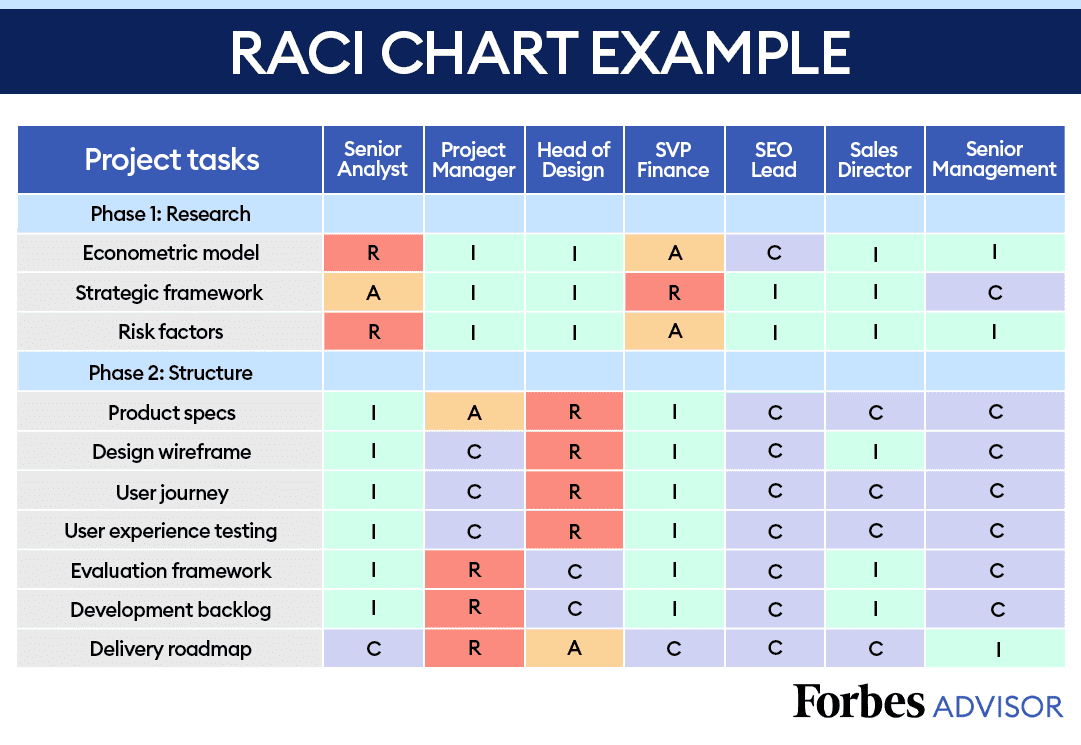 RACI CHART EXAMPLE
Project tasks Senior Analyst Project Manager Head of Design SVP Finance SEO Lead Sales Director Senior Management
Phase 1: Research
Econometric model R I I A C I I
Strategic framework A I I R I I C
Risk factors R I I A I I I
Phase 2: Structure
Product specs I A R I C C C
Design wireframe I C R I C I C
User journey I C R I C C C
User experience testing I C R I C C C
Evaluation framework I R C I C I C
Development backlog I R C I C I C
Delivery roadmap C R A C C C I
Forbes ADVISOR